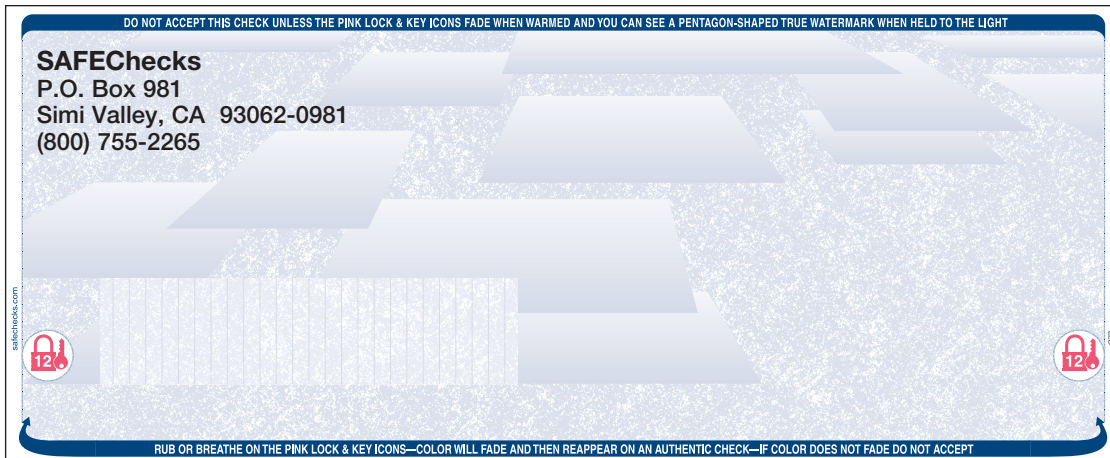 DO NOT ACCEPT THIS CHECK UNLESS THE PINK LOCK & KEY ICONS FADE WHEN WARMED AND YOU CAN SEE A PENTAGON-SHAPED TRUE WATERMARK WHEN HELD TO THE LIGHT
SAFEChecks
P.O. Box 981
Simi Valley, CA 93062-0981
(800) 755-2265
safechecks.com
12
12
RUB OR BREATHE ON THE PINK LOCK & KEY ICONS—COLOR WILL FADE AND THEN REAPPEAR ON AN AUTHENTIC CHECK—IF COLOR DOES NOT FADE DO NOT ACCEPT